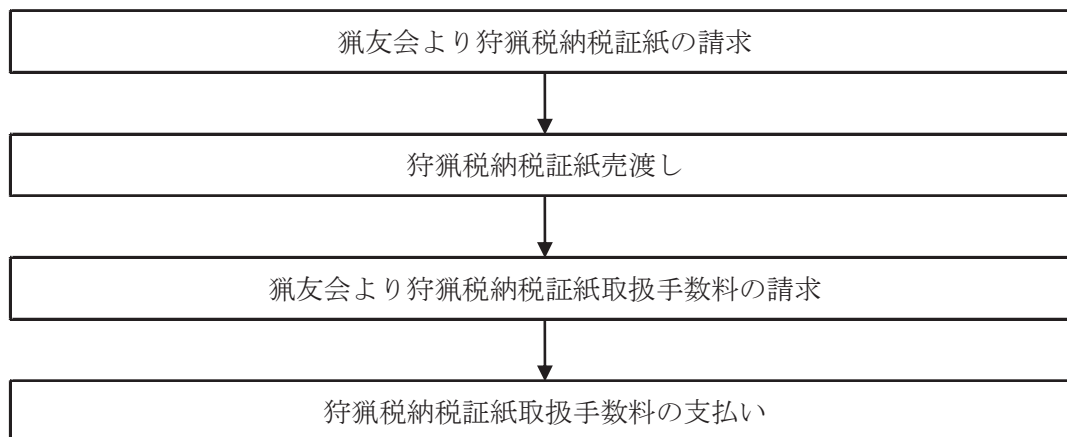 猟友会より狩猟税納税証紙の請求
狩猟税納税証紙売渡し
猟友会より狩猟税納税証紙取扱手数料の請求
狩猟税納税証紙取扱手数料の支払い